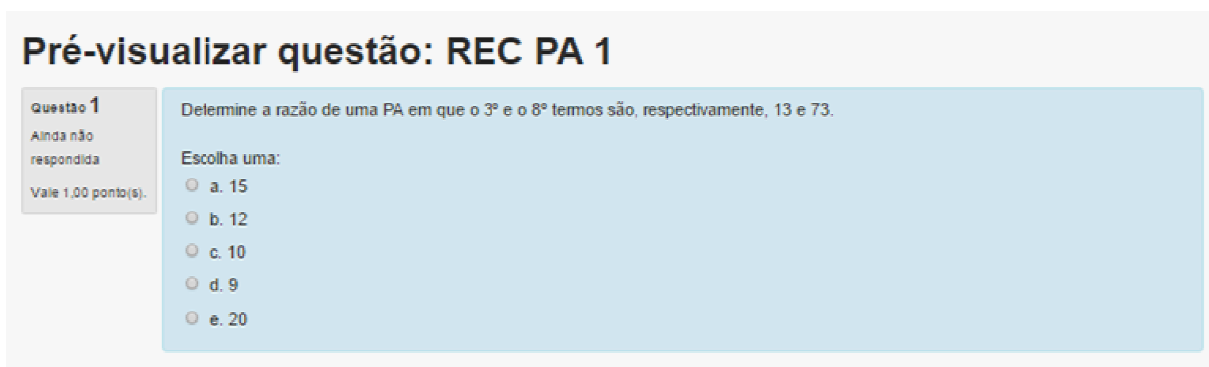 Pré-visualizar questão: REC PA 1
Questão 1
Ainda não
respondida
Vale 1,00 ponto(s).
Determine a razão de uma PA em que o 3º e o 8º termos são, respectivamente, 13 e 73.
Escolha uma:
a. 15
b. 12
c. 10
d. 9
e. 20